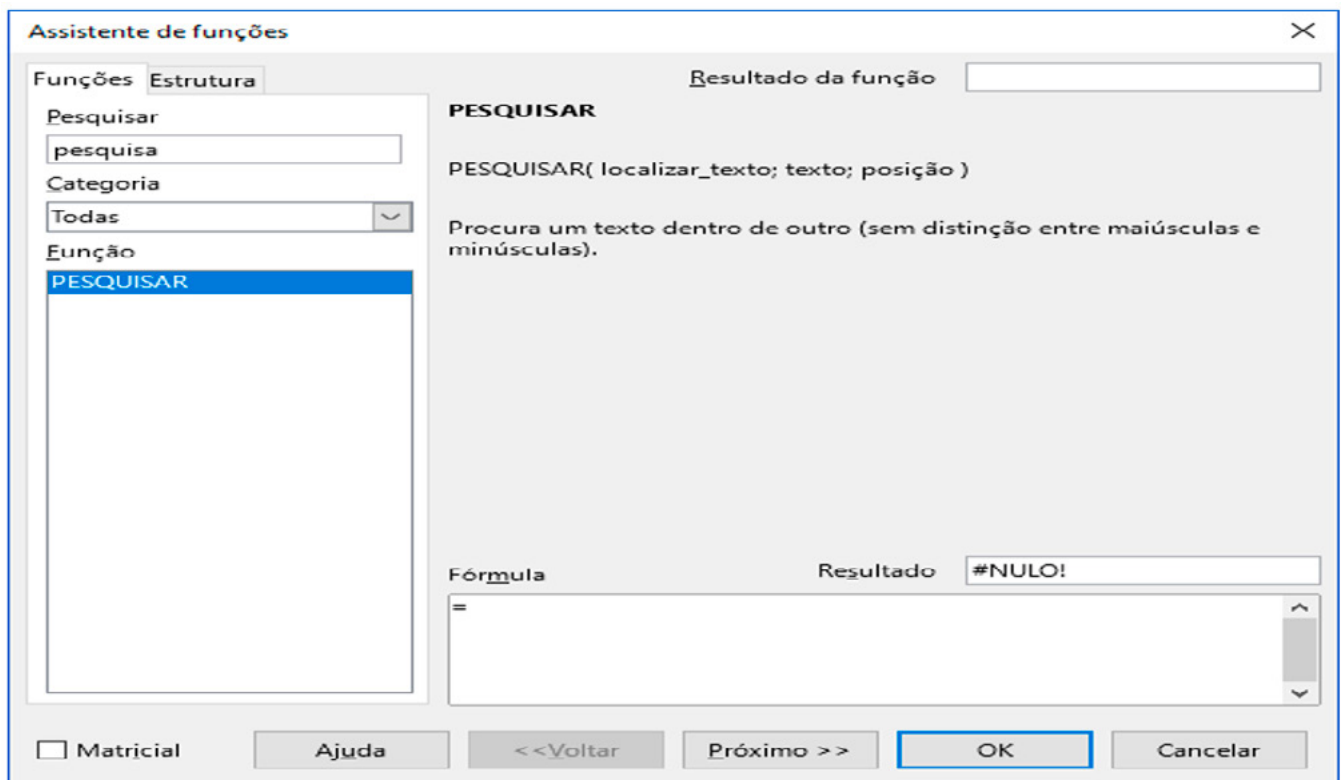 Assistente de funções
Funções Estrutura
Resultado da função
Pesquisar
pesquisa
Categoria
Todas
Função
PESQUISAR
PESQUISAR
PESQUISAR( localizar_texto; texto; posição )
Procura um texto dentro de outro (sem distinção entre maiúsculas e
minúsculas).
Fórmula
Resultado
#NULO!
=
Matricial
Ajuda
<<Voltar
Próximo >>
OK
Cancelar